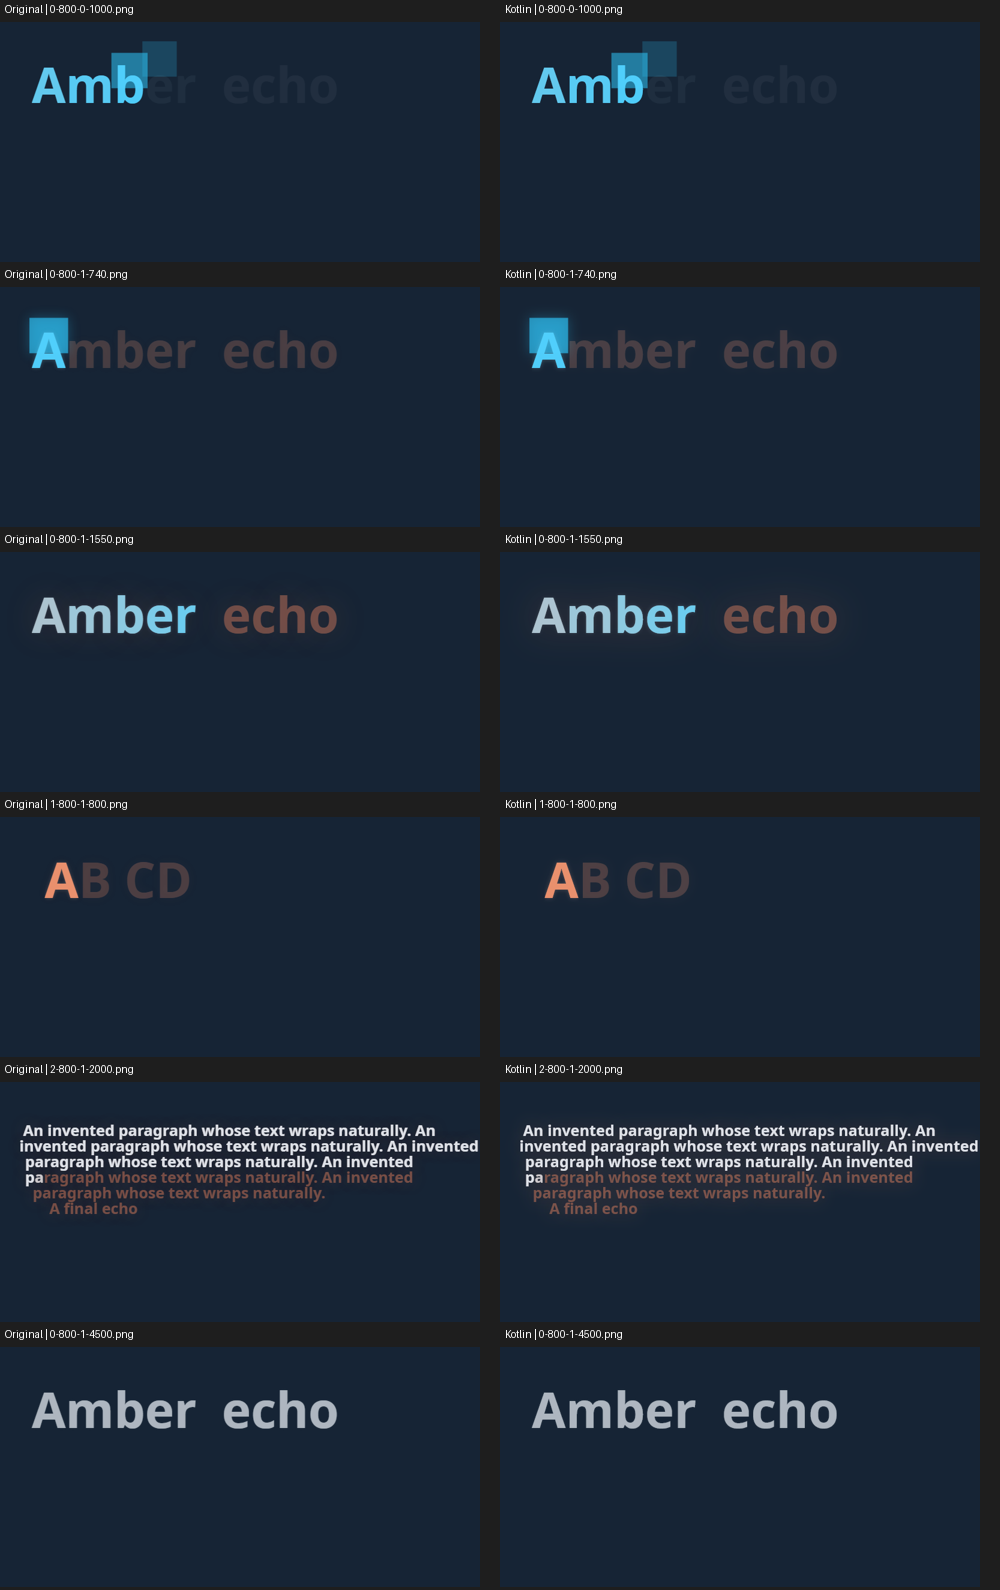 Original | 0-800-0-1000.png
Kotlin | 0-800-0-1000.png
Amber echo
Amber echo
Original | 0-800-1-740.png
Kotlin | 0-800-1-740.png
Amber echo
Amber echo
Original | 0-800-1-1550.png
Kotlin | 0-800-1-1550.png
Amber echo
Amber echo
Original | 1-800-1-800.png
Kotlin | 1-800-1-800.png
AB CD
AB CD
Original | 2-800-1-2000.png
Kotlin | 2-800-1-2000.png
An invented paragraph whose text wraps naturally. An
invented paragraph whose text wraps naturally. An invented
paragraph whose text wraps naturally. An invented
paragraph whose text wraps naturally. An invented
paragraph whose text wraps naturally.
A final echo
An invented paragraph whose text wraps naturally. An
invented paragraph whose text wraps naturally. An invented
paragraph whose text wraps naturally. An invented
paragraph whose text wraps naturally. An invented
paragraph whose text wraps naturally.
A final echo
Original | 0-800-1-4500.png
Kotlin | 0-800-1-4500.png
Amber echo
Amber echo